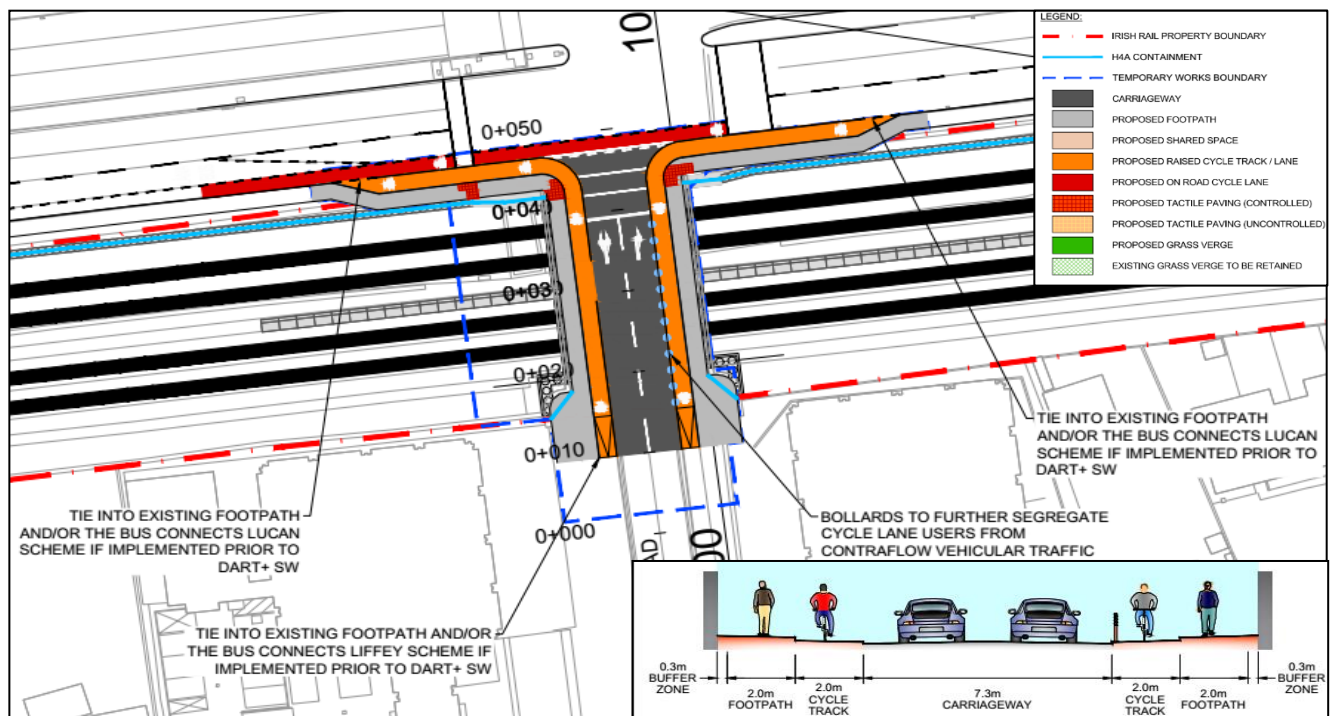 LEGEND:
IRISH RAIL PROPERTY BOUNDARY
H4A CONTAINMENT
TEMPORARY WORKS BOUNDARY
CARRIAGEWAY
PROPOSED FOOTPATH
PROPOSED SHARED SPACE
PROPOSED RAISED CYCLE TRACK / LANE
PROPOSED ON ROAD CYCLE LANE
PROPOSED TACTILE PAVING (CONTROLLED)
PROPOSED TACTILE PAVING (UNCONTROLLED)
PROPOSED GRASS VERGE
EXISTING GRASS VERGE TO BE RETAINED
10
0+050
0+040
0+030
0+020
0+010
0+000
00
TIE INTO EXISTING FOOTPATH
AND/OR THE BUS CONNECTS LUCAN
SCHEME IF IMPLEMENTED PRIOR TO
DART+ SW
TIE INTO EXISTING FOOTPATH
AND/OR THE BUS CONNECTS LUCAN
SCHEME IF IMPLEMENTED PRIOR TO
DART+ SW
BOLLARDS TO FURTHER SEGREGATE
CYCLE LANE USERS FROM
CONTRAFLOW VEHICULAR TRAFFIC
TIE INTO EXISTING FOOTPATH AND/OR
THE BUS CONNECTS LIFFEY SCHEME IF
IMPLEMENTED PRIOR TO DART+ SW
0.3m
BUFFER
ZONE
2.0m
FOOTPATH
2.0m
CYCLE
TRACK
7.3m
CARRIAGEWAY
2.0m
CYCLE
TRACK
2.0m
FOOTPATH
0.3m
BUFFER
ZONE